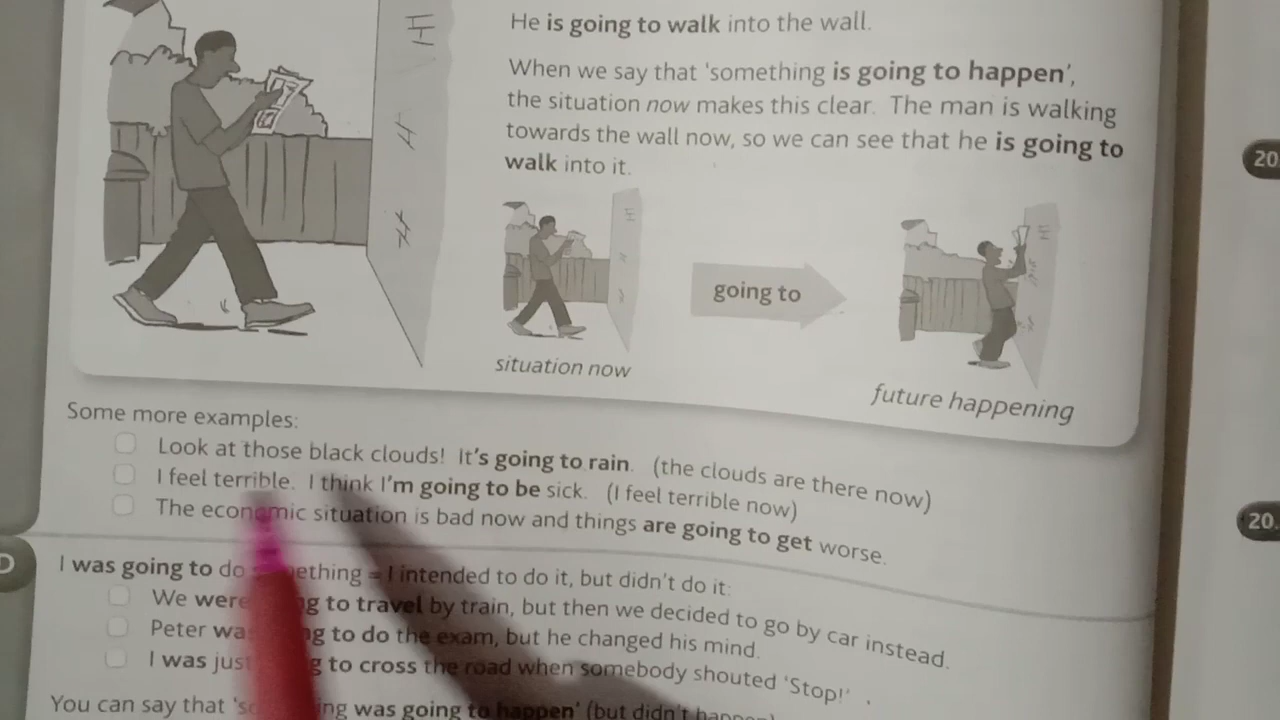 He is going to walk into the wall.
When we say that 'something is going to happen',
the situation now makes this clear. The man is walking
towards the wall now, so we can see that he is going to
walk into it.
going to
situation now
future happening
Some more examples:
Look at those black clouds! It's going to rain. (the clouds are there now)
I feel terrible. I think I'm going to be sick. (I feel terrible now)
The economic situation is bad now and things are going to get worse.
D
I was going to do = I intended to do it, but didn't do it:
We were to travel by train, but then we decided to go by car instead.
Peter to do the exam, but he changed his mind.
I was to cross the road when somebody shouted 'Stop!'
You can say that was going to happen' (but didn't happen)
20
20.